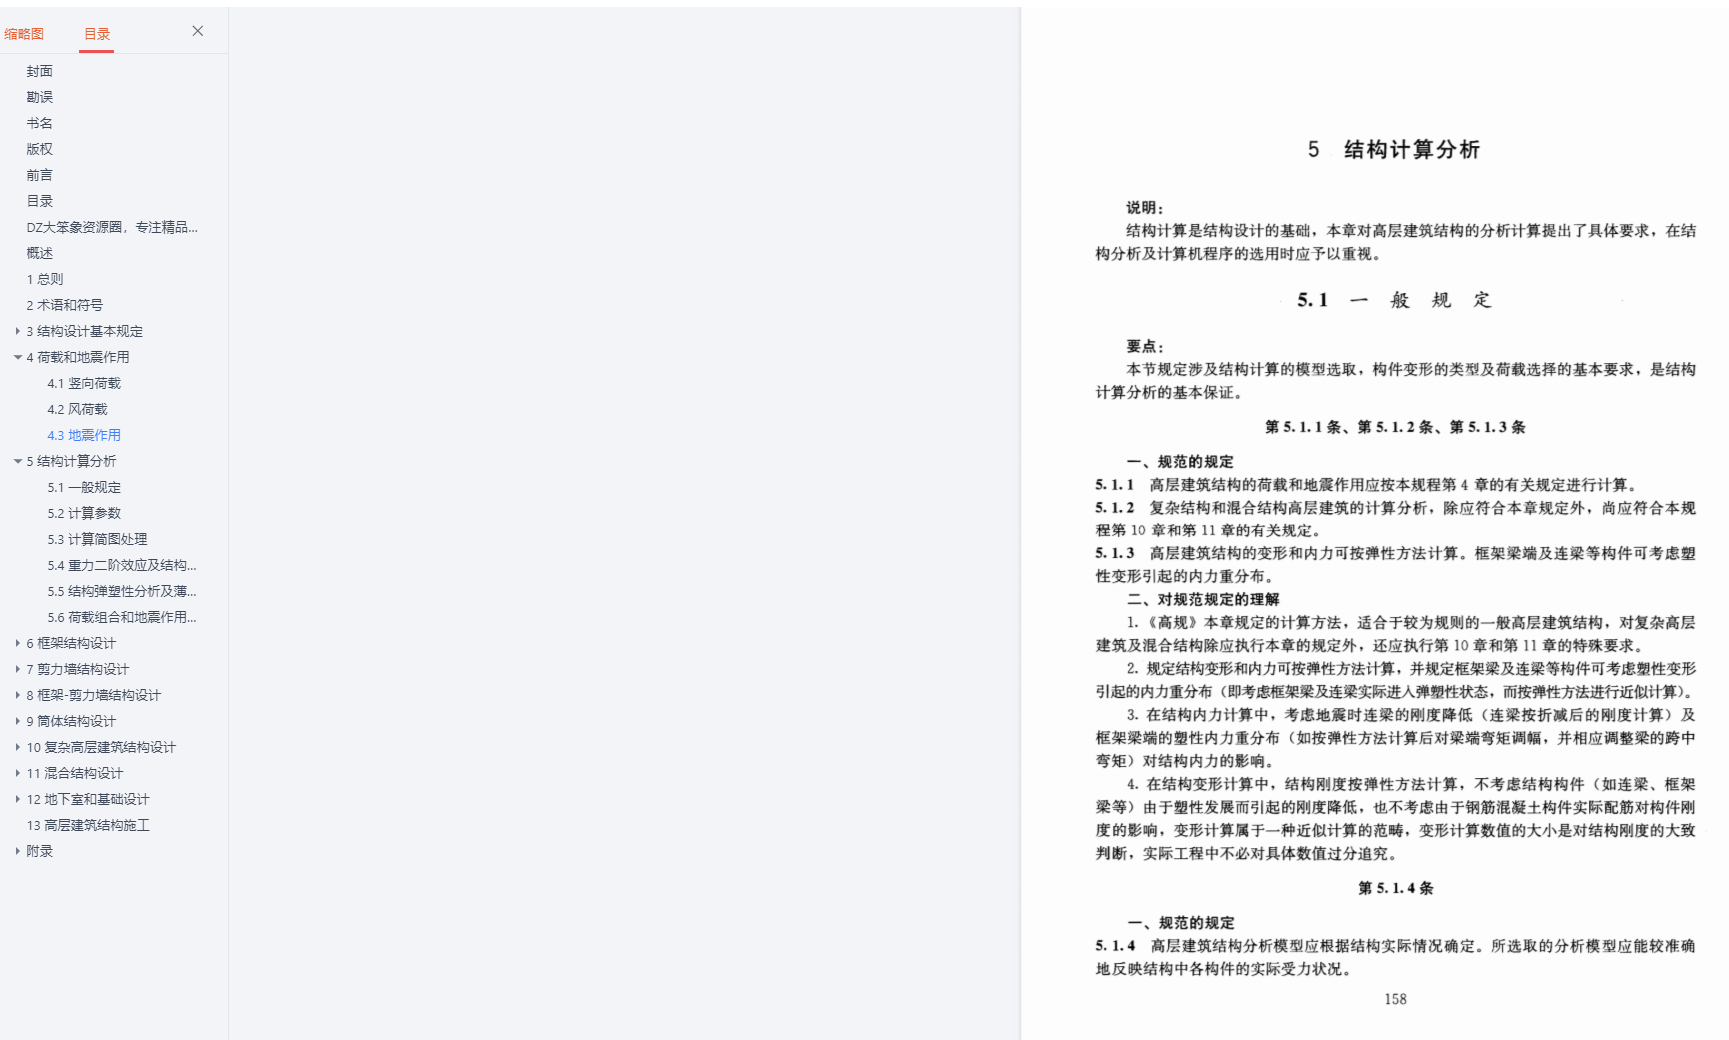 缩略图
目录
封面
勘误
书名
版权
前言
目录
DZ大笨象资源圈，专注精品...
概述
1 总则
2 术语和符号
3 结构设计基本规定
4 荷载和地震作用
4.1 竖向荷载
4.2 风荷载
4.3 地震作用
5 结构计算分析
5.1 一般规定
5.2 计算参数
5.3 计算简图处理
5.4 重力二阶效应及结构...
5.5 结构弹塑性分析及薄...
5.6 荷载组合和地震作用...
6 框架结构设计
7 剪力墙结构设计
8 框架-剪力墙结构设计
9 筒体结构设计
10 复杂高层建筑结构设计
11 混合结构设计
12 地下室和基础设计
13 高层建筑结构施工
附录
5 结构计算分析
说明：
结构计算是结构设计的基础，本章对高层建筑结构的分析计算提出了具体要求，在结
构分析及计算机程序的选用时应予以重视。
5.1 一 般 规 定
要点：
本节规定涉及结构计算的模型选取，构件变形的类型及荷载选择的基本要求，是结构
计算分析的基本保证。
第 5.1.1 条、第 5.1.2 条、第 5.1.3 条
一、规范的规定
5.1.1 高层建筑结构的荷载和地震作用应按本规程第 4 章的有关规定进行计算。
5.1.2 复杂结构和混合结构高层建筑的计算分析，除应符合本章规定外，尚应符合本规
程第 10 章和第 11 章的有关规定。
5.1.3 高层建筑结构的变形和内力可按弹性方法计算。框架梁端及连梁等构件可考虑塑
性变形引起的内力重分布。
二、对规范规定的理解
1.《高规》本章规定的计算方法，适合于较为规则的一般高层建筑结构，对复杂高层
建筑及混合结构除应执行本章的规定外，还应执行第 10 章和第 11 章的特殊要求。
2. 规定结构变形和内力可按弹性方法计算，并规定框架梁及连梁等构件可考虑塑性变形
引起的内力重分布（即考虑框架梁及连梁实际进入弹塑性状态，而按弹性方法进行近似计算）。
3. 在结构内力计算中，考虑地震时连梁的刚度降低（连梁按折减后的刚度计算）及
框架梁端的塑性内力重分布（如按弹性方法计算后对梁端弯矩调幅，并相应调整梁的跨中
弯矩）对结构内力的影响。
4. 在结构变形计算中，结构刚度按弹性方法计算，不考虑结构构件（如连梁、框架
梁等）由于塑性发展而引起的刚度降低，也不考虑由于钢筋混凝土构件实际配筋对构件刚
度的影响，变形计算属于一种近似计算的范畴，变形计算数值的大小是对结构刚度的大致
判断，实际工程中不必对具体数值过分追究。
第 5.1.4 条
一、规范的规定
5.1.4 高层建筑结构分析模型应根据结构实际情况确定。所选取的分析模型应能较准确
地反映结构中各构件的实际受力状况。
158